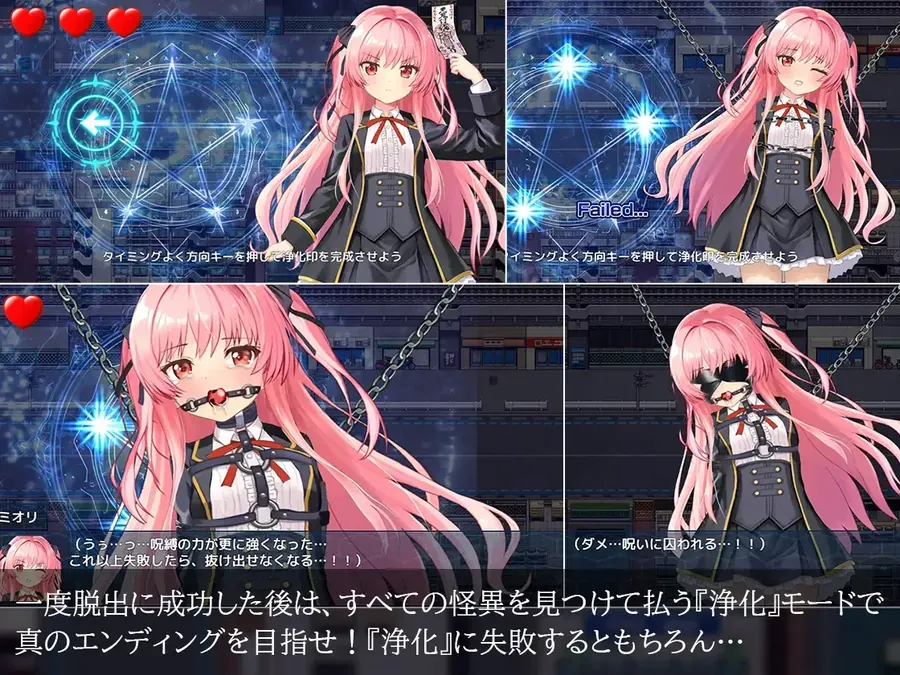 タイミングよく方向キーを押して浄化印を完成させよう
Failed...
イミングよく方向キーを押して浄化印を完成させよう
ミオリ
（うぅ…っ…呪縛の力が更に強くなった…
これ以上失敗したら、抜け出せなくなる…！！）
（ダメ…呪いに囚われる…！！）
一度脱出に成功した後は、すべての怪異を見つけて払う『浄化』モードで
真のエンディングを目指せ！『浄化』に失敗するともちろん…